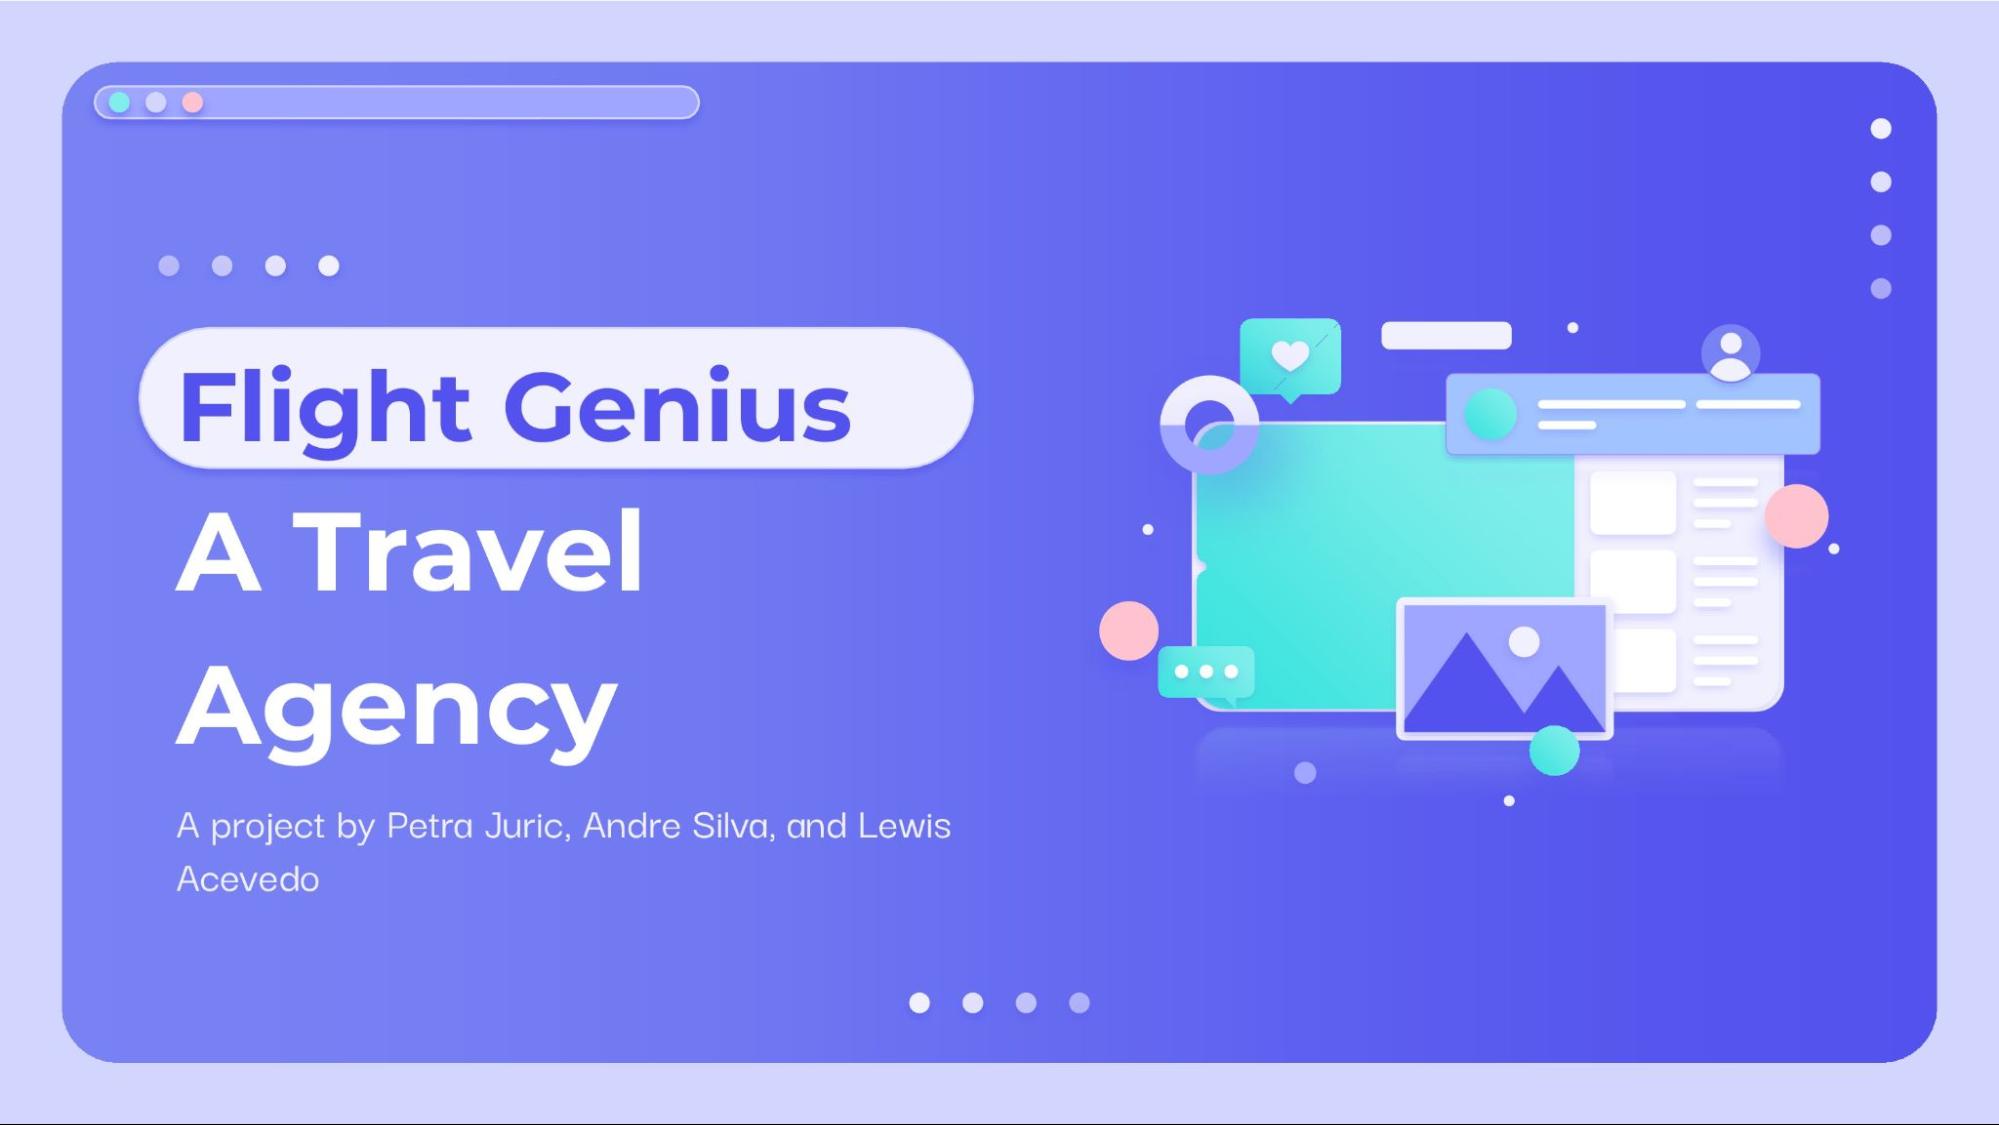 Flight Genius
A Travel
Agency
A project by Petra Juric, Andre Silva, and Lewis
Acevedo